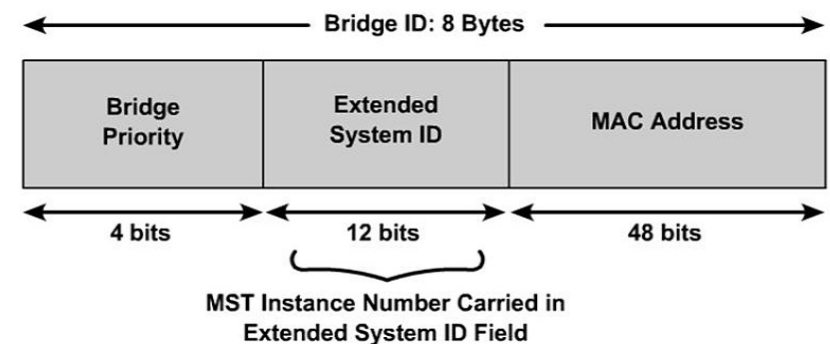 Bridge ID: 8 Bytes
Bridge
Priority
Extended
System ID
MAC Address
4 bits
12 bits
48 bits
MST Instance Number Carried in
Extended System ID Field